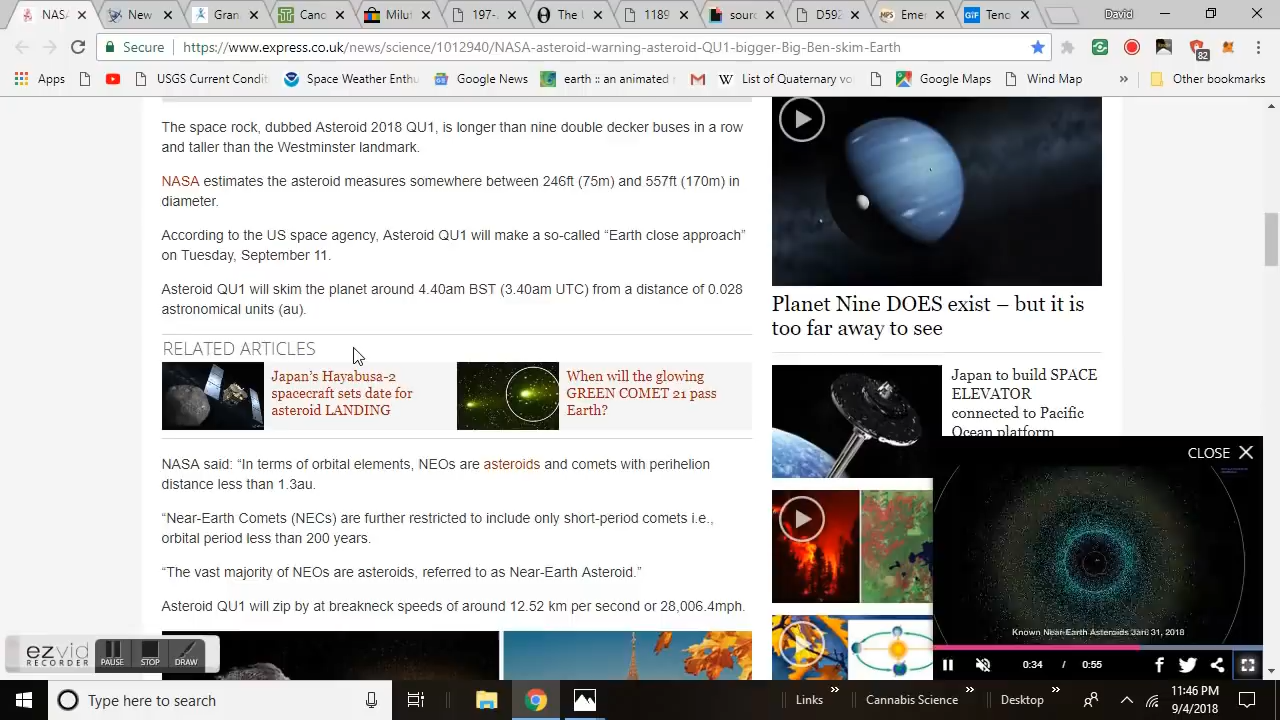 NASA
New
Gran
Cano
Milut
197-
The U
1189
sourc
D592
Eme
GIF
Teno
David
Secure
https://www.express.co.uk/news/science/1012940/NASA-asteroid-warning-asteroid-QU1-bigger-Big-Ben-skim-Earth
82
Apps
USGS Current Condit
Space Weather Enthu
Google News
earth :: an animated
List of Quaternary vo
Google Maps
Wind Map
»
Other bookmarks
The space rock, dubbed Asteroid 2018 QU1, is longer than nine double decker buses in a row
and taller than the Westminster landmark.
NASA estimates the asteroid measures somewhere between 246ft (75m) and 557ft (170m) in
diameter.
According to the US space agency, Asteroid QU1 will make a so-called “Earth close approach”
on Tuesday, September 11.
Asteroid QU1 will skim the planet around 4.40am BST (3.40am UTC) from a distance of 0.028
astronomical units (au).
RELATED ARTICLES
Japan’s Hayabusa-2
spacecraft sets date for
asteroid LANDING
When will the glowing
GREEN COMET 21 pass
Earth?
NASA said: “In terms of orbital elements, NEOs are asteroids and comets with perihelion
distance less than 1.3au.
“Near-Earth Comets (NECs) are further restricted to include only short-period comets i.e.,
orbital period less than 200 years.
“The vast majority of NEOs are asteroids, referred to as Near-Earth Asteroid.”
Asteroid QU1 will zip by at breakneck speeds of around 12.52 km per second or 28,006.4mph.
Planet Nine DOES exist – but it is
too far away to see
Japan to build SPACE
ELEVATOR
connected to Pacific
Ocean platform
CLOSE
Known Near-Earth Asteroids Jan. 31, 2018
0:34 / 0:55
ezvid
RECORDER
PAUSE
STOP
DRAW
Type here to search
Links
»
Cannabis Science
»
Desktop
»
11:46 PM
9/4/2018